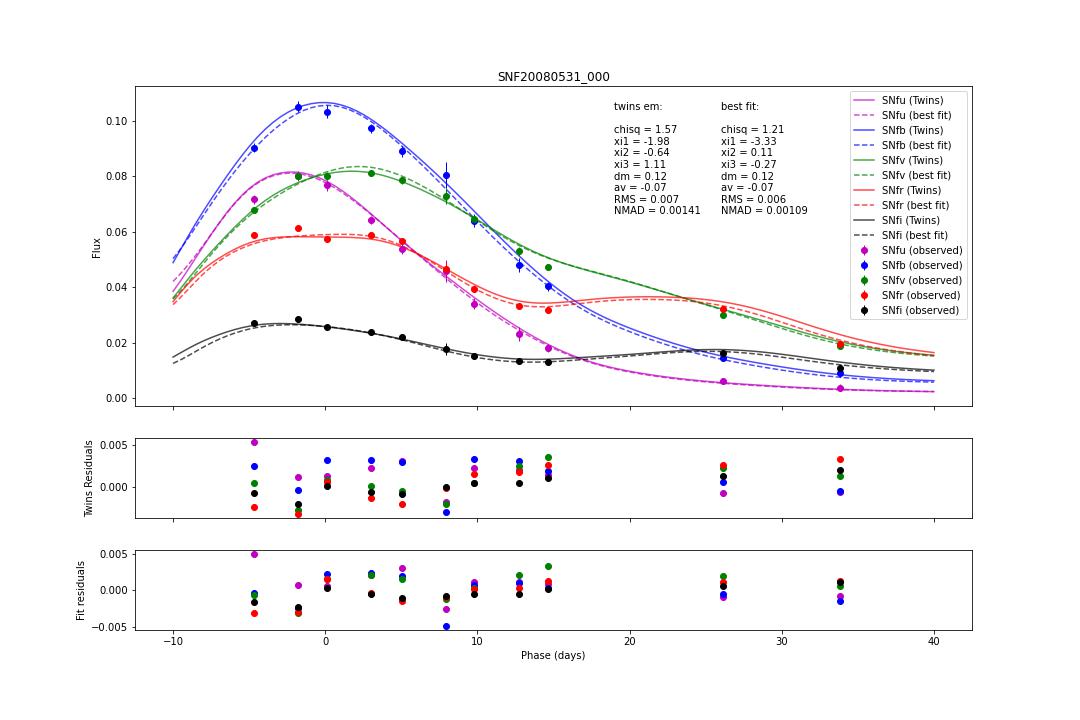 SNF20080531_000
twins em:
chisq = 1.57
xi1 = -1.98
xi2 = -0.64
xi3 = 1.11
dm = 0.12
av = -0.07
RMS = 0.007
NMAD = 0.00141
best fit:
chisq = 1.21
xi1 = -3.33
xi2 = 0.11
xi3 = -0.27
dm = 0.12
av = -0.07
RMS = 0.006
NMAD = 0.00109
SNfu (Twins)
SNfu (best fit)
SNfb (Twins)
SNfb (best fit)
SNfv (Twins)
SNfv (best fit)
SNfr (Twins)
SNfr (best fit)
SNfi (Twins)
SNfi (best fit)
SNfu (observed)
SNfb (observed)
SNfv (observed)
SNfr (observed)
SNfi (observed)
Flux
0.10
0.08
0.06
0.04
0.02
0.00
Twins Residuals
0.005
0.000
Fit residuals
0.005
0.000
−0.005
−10
0
10
20
30
40
Phase (days)